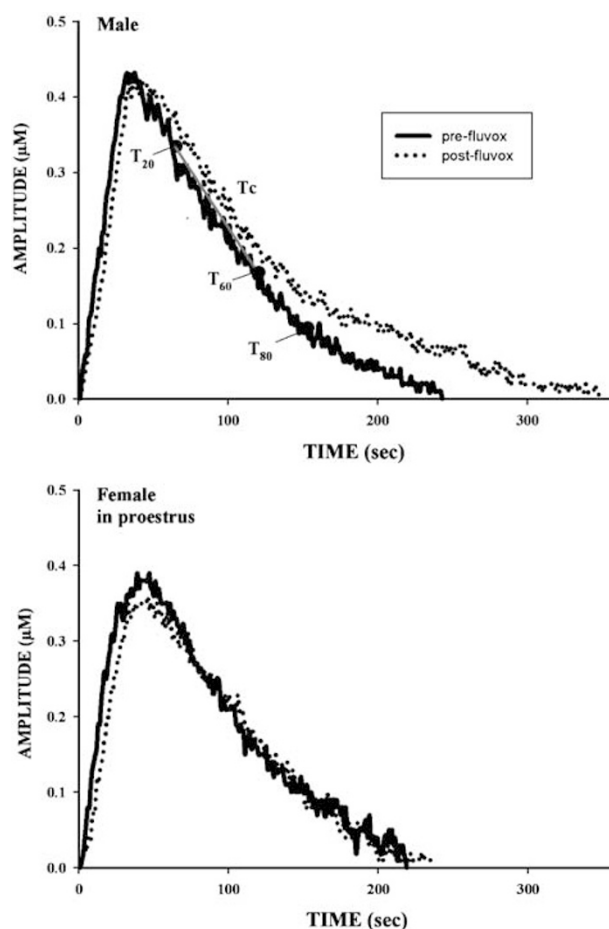 Male
0.5
0.4
0.3
0.2
0.1
0.0
AMPLITUDE (µM)
pre-fluvox
post-fluvox
T20
Tc
T60
T80
0 100 200 300
TIME (sec)
Female
in proestrus
0.5
0.4
0.3
0.2
0.1
0.0
AMPLITUDE (µM)
0 100 200 300
TIME (sec)